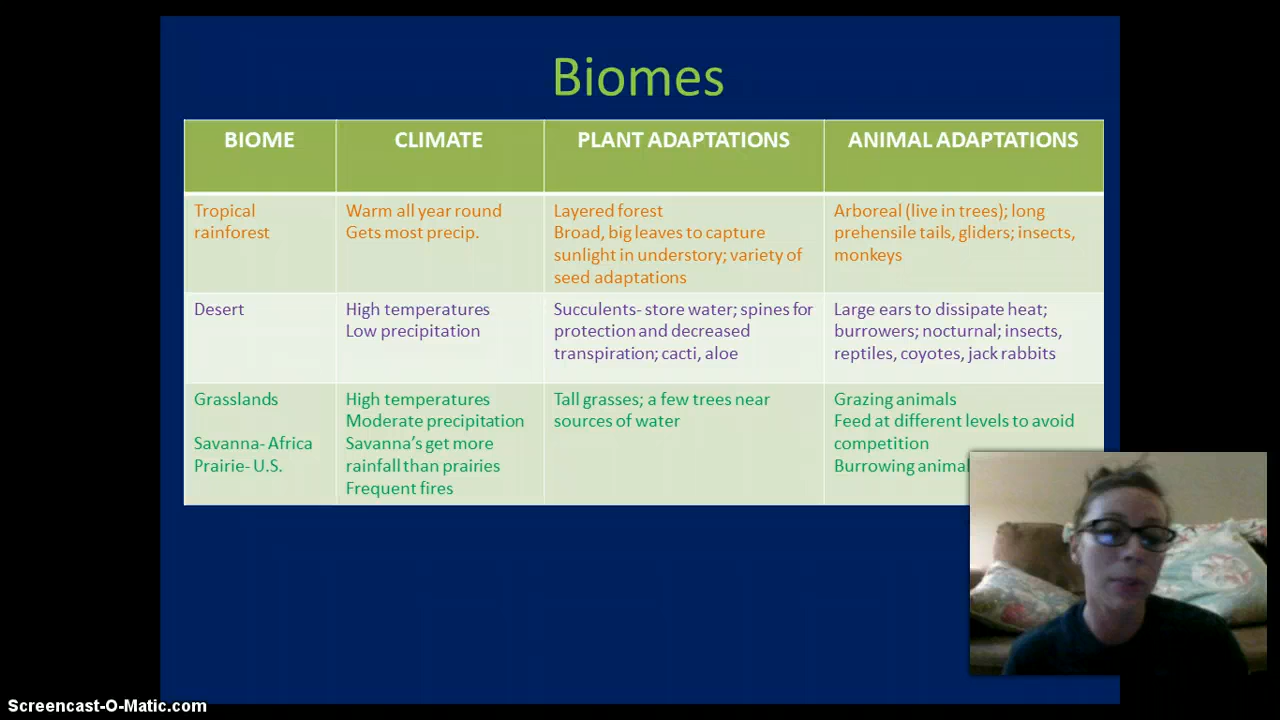 Biomes
BIOME
CLIMATE
PLANT ADAPTATIONS
ANIMAL ADAPTATIONS
Tropical
rainforest
Warm all year round
Gets most precip.
Layered forest
Broad, big leaves to capture
sunlight in understory; variety of
seed adaptations
Arboreal (live in trees); long
prehensile tails, gliders; insects,
monkeys
Desert
High temperatures
Low precipitation
Succulents- store water; spines for
protection and decreased
transpiration; cacti, aloe
Large ears to dissipate heat;
burrowers; nocturnal; insects,
reptiles, coyotes, jack rabbits
Grasslands
Savanna- Africa
Prairie- U.S.
High temperatures
Moderate precipitation
Savanna's get more
rainfall than prairies
Frequent fires
Tall grasses; a few trees near
sources of water
Grazing animals
Feed at different levels to avoid
competition
Burrowing
Screencast-O-Matic.com